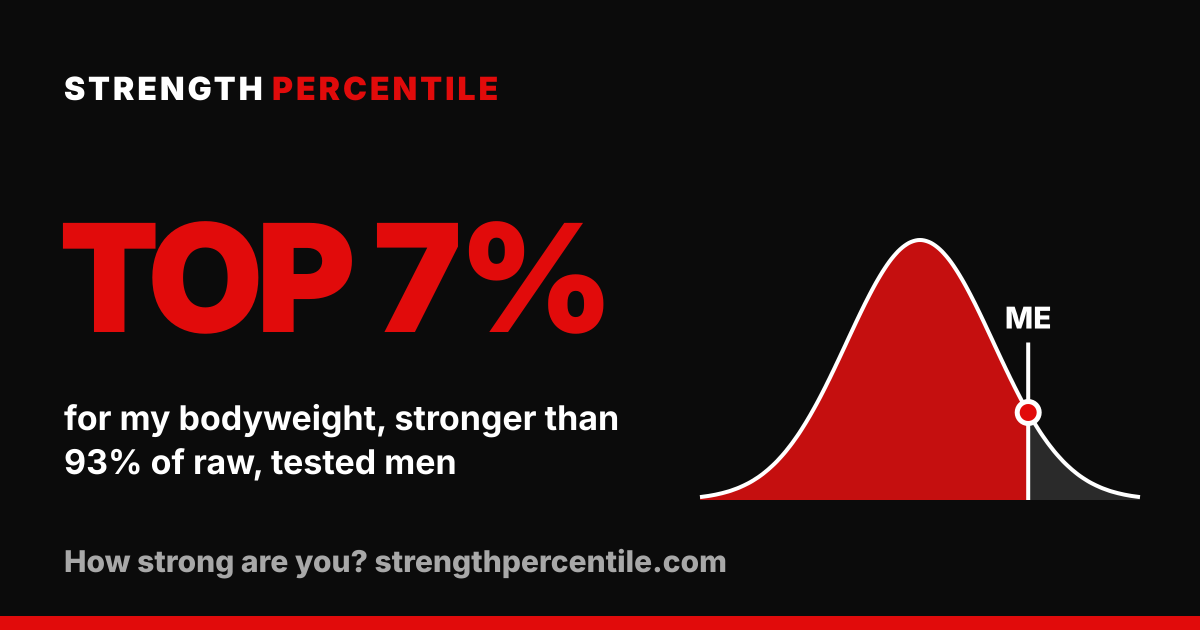 STRENGTH PERCENTILE
TOP 7%
ME
for my bodyweight, stronger than
93% of raw, tested men
How strong are you? strengthpercentile.com